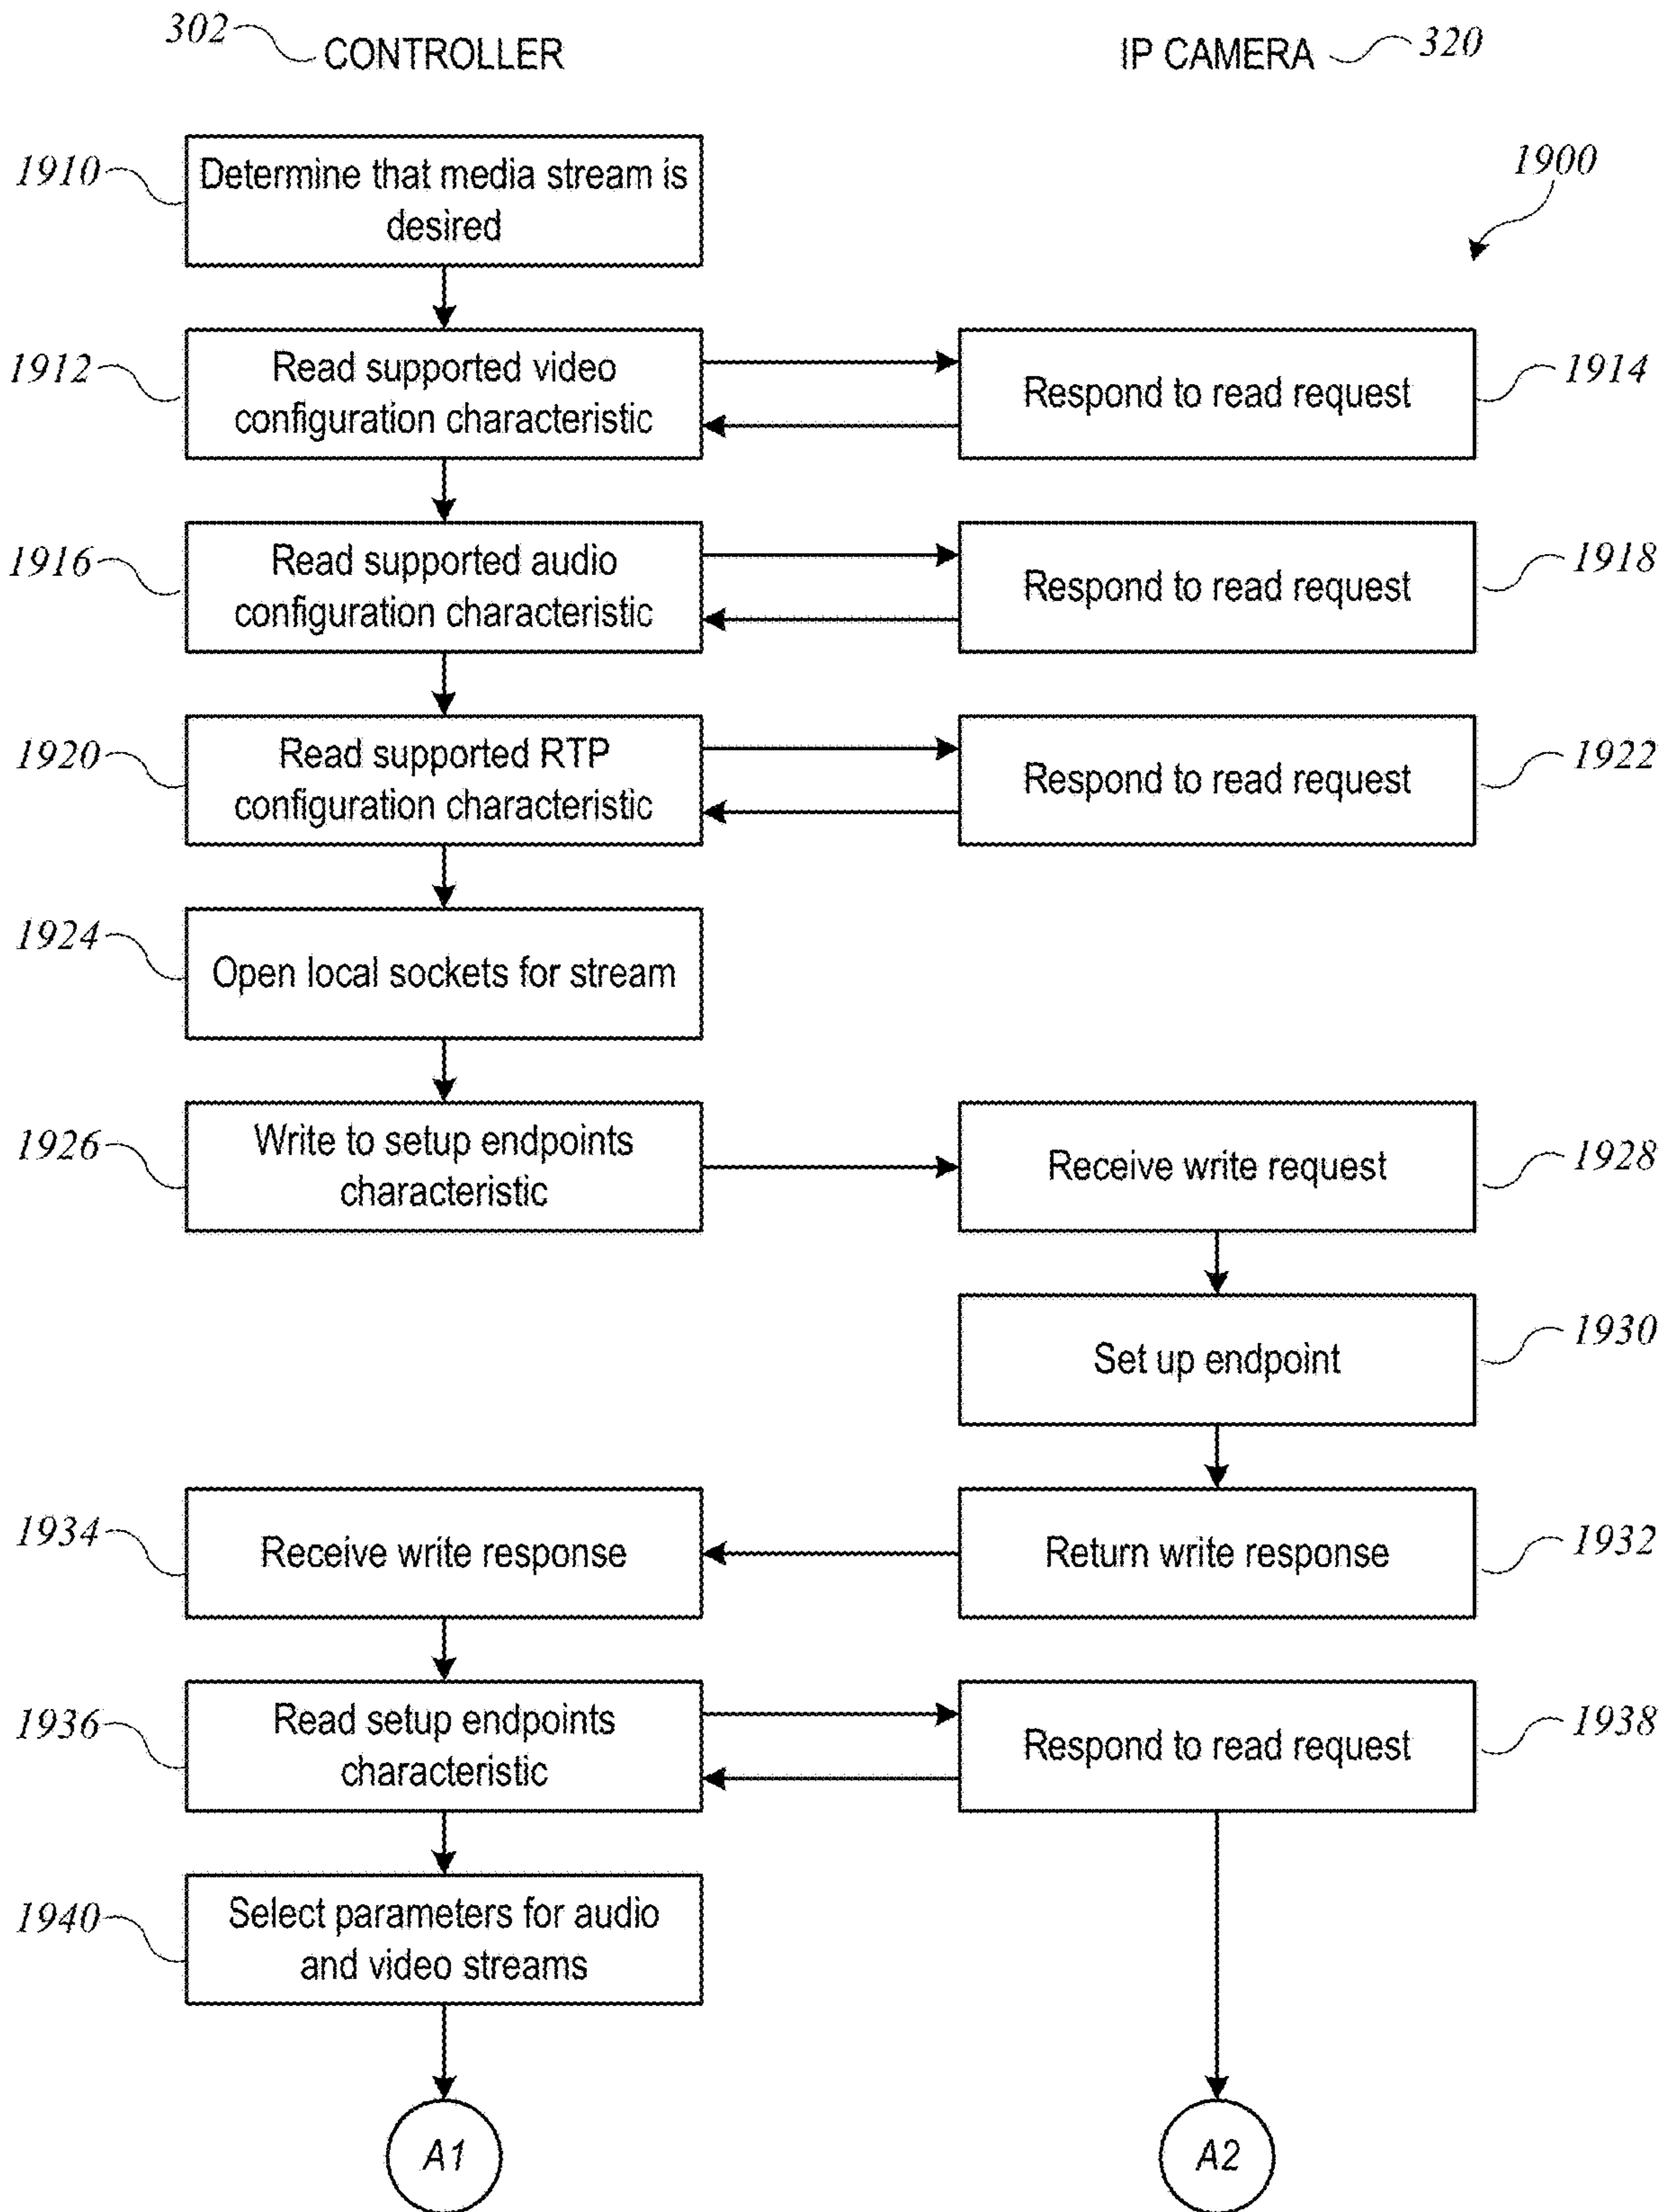 302 CONTROLLER IP CAMERA 320
1900
1910 Determine that media stream is
desired
1912 Read supported video
configuration characteristic
Respond to read request 1914
1916 Read supported audio
configuration characteristic
Respond to read request 1918
1920 Read supported RTP
configuration characteristic
Respond to read request 1922
1924 Open local sockets for stream
1926 Write to setup endpoints
characteristic
Receive write request 1928
Set up endpoint 1930
1934 Receive write response
Return write response 1932
1936 Read setup endpoints
characteristic
Respond to read request 1938
1940 Select parameters for audio
and video streams
A1 A2